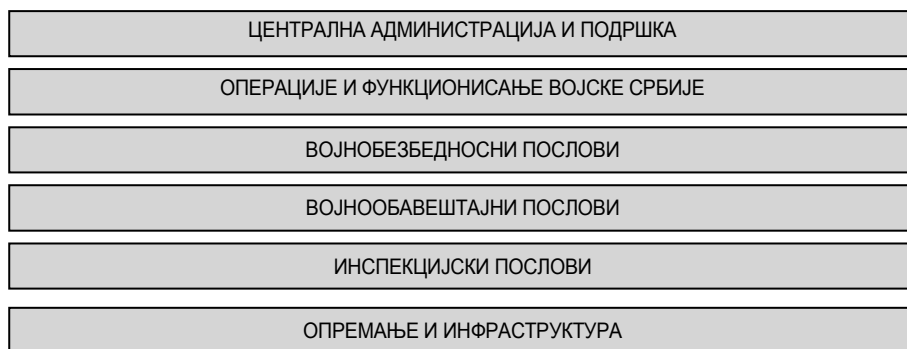 ЦЕНТРАЛНА АДМИНИСТРАЦИЈА И ПОДРШКА
ОПЕРАЦИЈЕ И ФУНКЦИОНИСАЊЕ ВОЈСКЕ СРБИЈЕ
ВОЈНОБЕЗБЕДНОСНИ ПОСЛОВИ
ВОЈНООБАВЕШТАЈНИ ПОСЛОВИ
ИНСПЕКЦИЈСКИ ПОСЛОВИ
ОПРЕМАЊЕ И ИНФРАСТРУКТУРА